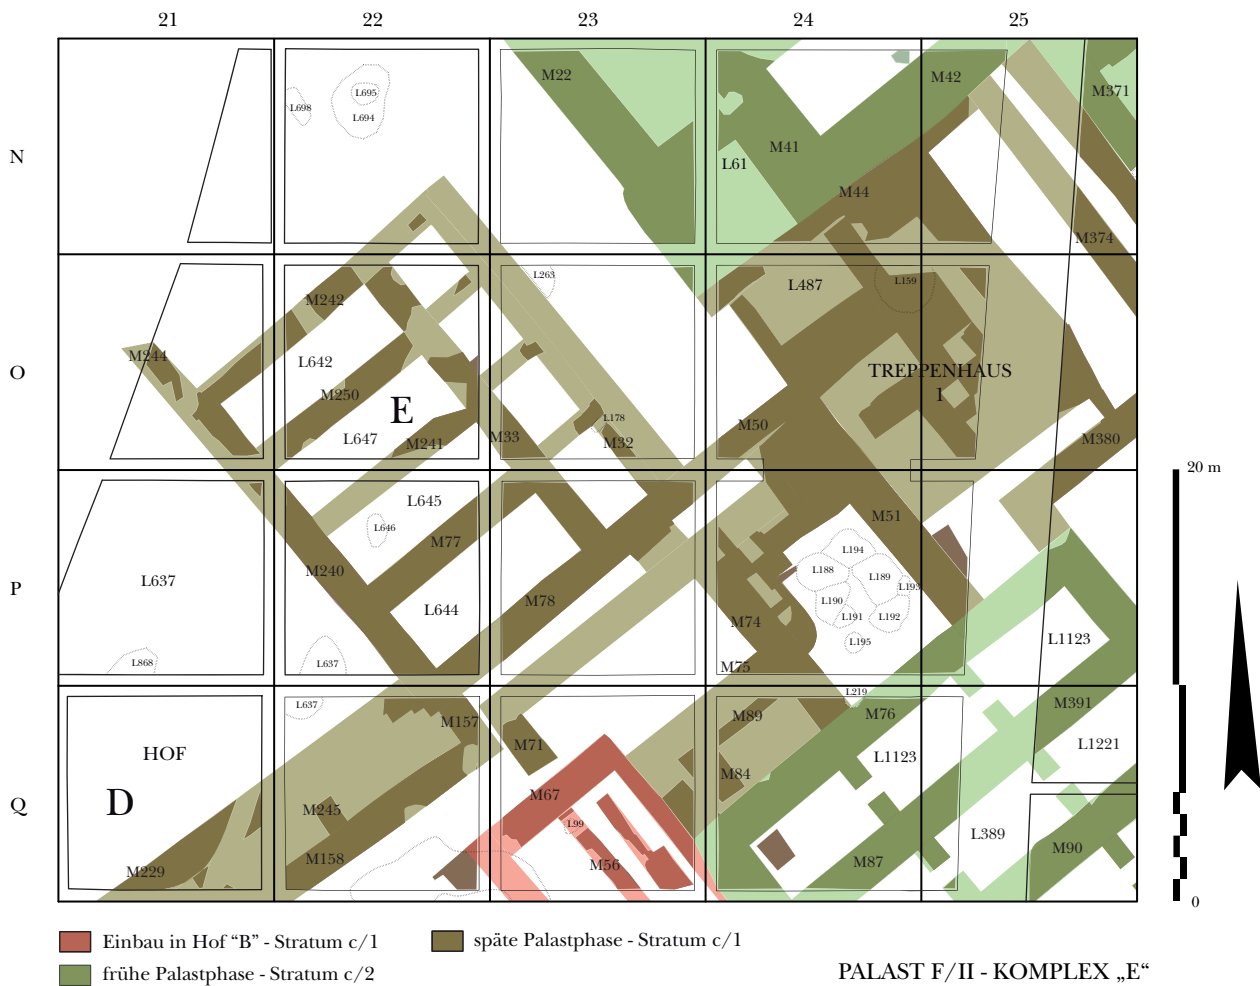 21 22 23 24 25
N
M22
L695
L698
L694
M42
M371
M41
L61
M44
M374
O
L263
M242
L487
L159
M244
L642
TREPPENHAUS
1
M250
E
L178
L647
M241
M33
M32
M50
M380
20 m
P
L645
L646
M77
M51
L194
L637
M240
L188
L189
L193
L644
M78
L190
L191
L192
M74
L195
L1123
L868
L637
M75
Q
L219
L637
M157
M89
M76
M391
HOF
M71
L1123
L1221
D
M84
M67
M245
L99
L389
M158
M56
M87
M90
M229
0
Einbau in Hof “B” - Stratum c/1
späte Palastphase - Stratum c/1
frühe Palastphase - Stratum c/2
PALAST F/II - KOMPLEX „E“